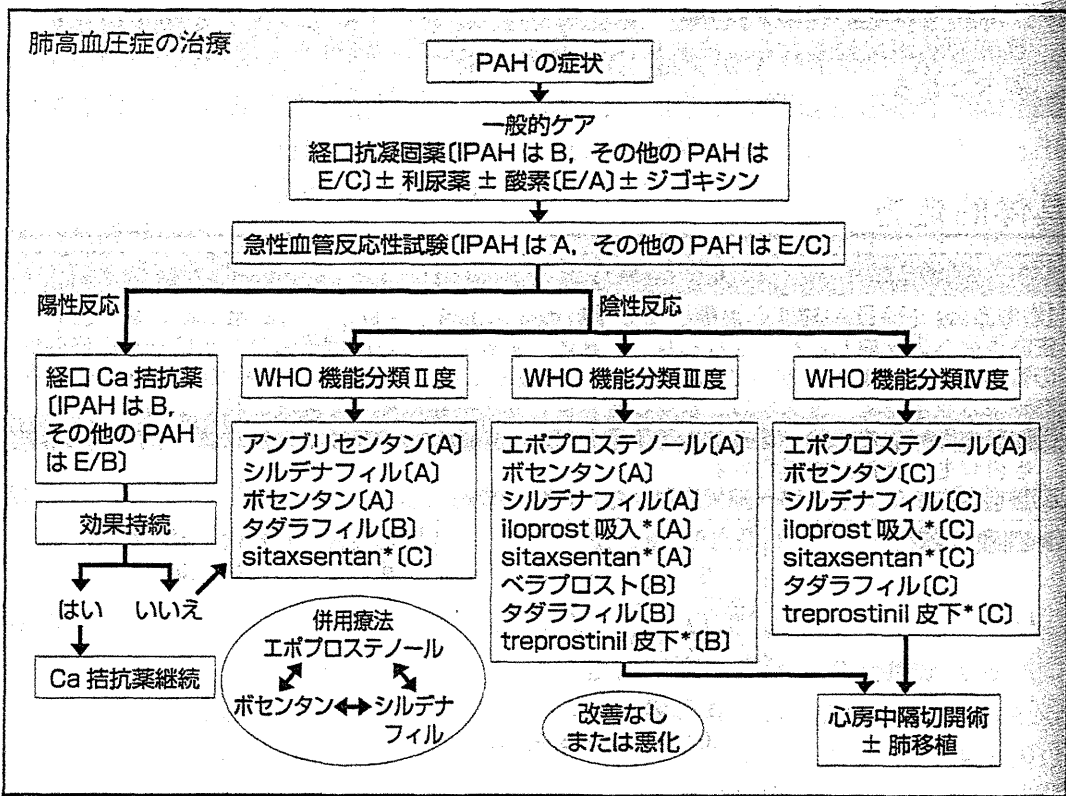 肺高血圧症の治療
PAH の症状
一般的ケア
経口抗凝固薬〔IPAH は B，その他の PAH は
E/C〕± 利尿薬 ± 酸素〔E/A〕± ジゴキシン
急性血管反応性試験〔IPAH は A，その他の PAH は E/C〕
陽性反応
陰性反応
経口 Ca 拮抗薬
〔IPAH は B，
その他の PAH
は E/B〕
効果持続
はい
いいえ
Ca 拮抗薬継続
WHO 機能分類Ⅱ度
アンブリセンタン〔A〕
シルデナフィル〔A〕
ボセンタン〔A〕
タダラフィル〔B〕
sitaxsentan*〔C〕
WHO 機能分類Ⅲ度
エポプロステノール〔A〕
ボセンタン〔A〕
シルデナフィル〔A〕
iloprost 吸入*〔A〕
sitaxsentan*〔A〕
ベラプロスト〔B〕
タダラフィル〔B〕
treprostinil 皮下*〔B〕
WHO 機能分類Ⅳ度
エポプロステノール〔A〕
ボセンタン〔C〕
シルデナフィル〔C〕
iloprost 吸入*〔C〕
sitaxsentan*〔C〕
タダラフィル〔C〕
treprostinil 皮下*〔C〕
併用療法
エポプロステノール
ボセンタン
シルデナ
フィル
改善なし
または悪化
心房中隔切開術
± 肺移植